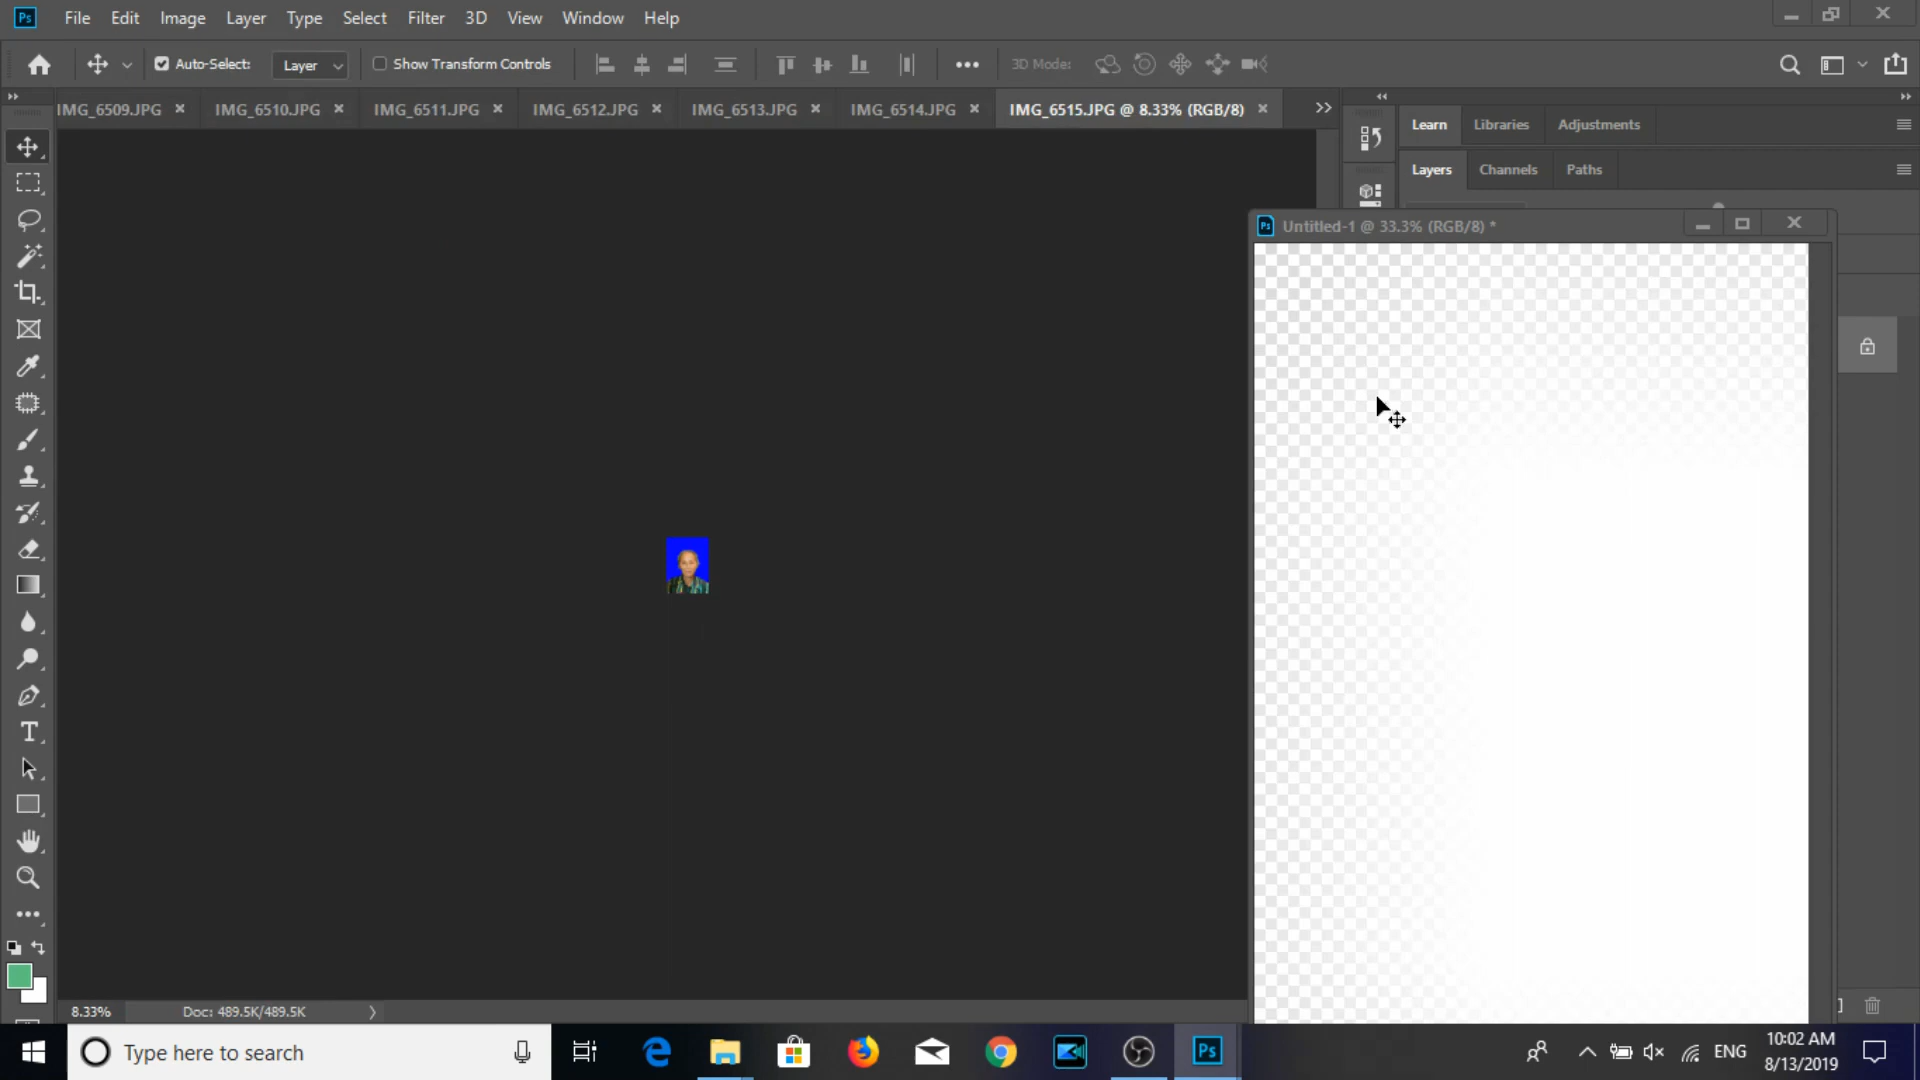 Ps File Edit Image Layer Type Select Filter 3D View Window Help
Auto-Select: Layer Show Transform Controls 3D Mode:
IMG_6509.JPG IMG_6510.JPG IMG_6511.JPG IMG_6512.JPG IMG_6513.JPG IMG_6514.JPG IMG_6515.JPG @ 8.33% (RGB/8)
Learn Libraries Adjustments
Layers Channels Paths
Ps Untitled-1 @ 33.3% (RGB/8) *
8.33% Doc: 489.5K/489.5K
Type here to search
Ps
ENG
10:02 AM
8/13/2019